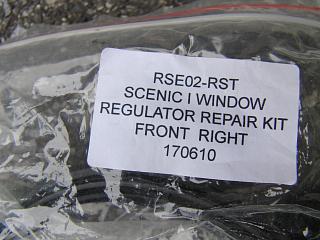 RSE02-RST
SCENIC I WINDOW
REGULATOR REPAIR KIT
FRONT RIGHT
170610